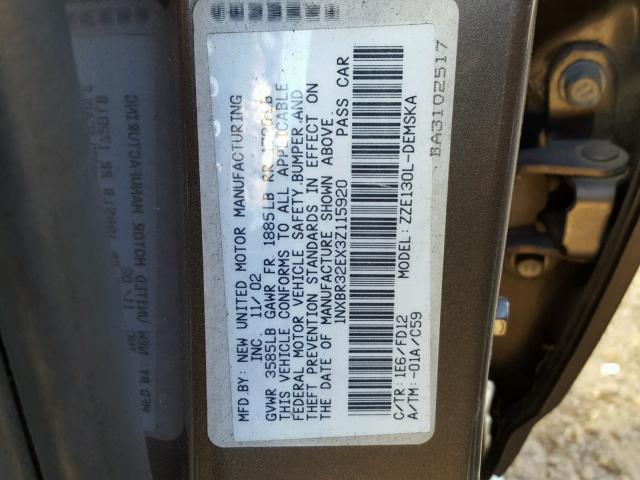 MFD.BY: NEW UNITED MOTOR MANUFACTURING
INC 11/02
GVWR 3585LB GAWR FR 1885LB RR
THIS VEHICLE CONFORMS TO ALL APPLICABLE
FEDERAL MOTOR VEHICLE SAFETY,BUMPER,AND
THEFT PREVENTION STANDARDS IN EFFECT ON
THE DATE OF MANUFACTURE SHOWN ABOVE.
1NXBR32EX3Z115920 PASS CAR
MODEL: ZZE130L-DEMSKA
C/TR: 1E6/FD12
A/TM: -01A/C59
BA3102517